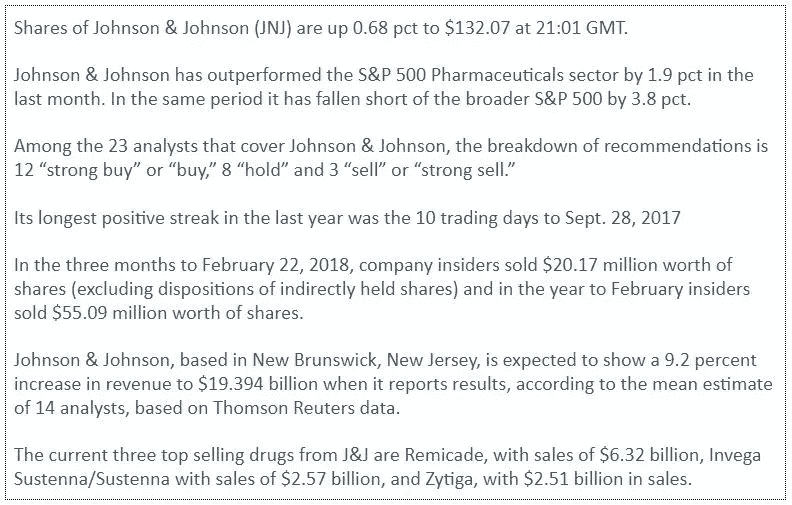 Shares of Johnson & Johnson (JNJ) are up 0.68 pct to $132.07 at 21:01 GMT.
Johnson & Johnson has outperformed the S&P 500 Pharmaceuticals sector by 1.9 pct in the
last month. In the same period it has fallen short of the broader S&P 500 by 3.8 pct.
Among the 23 analysts that cover Johnson & Johnson, the breakdown of recommendations is
12 “strong buy” or “buy,” 8 “hold” and 3 “sell” or “strong sell.”
Its longest positive streak in the last year was the 10 trading days to Sept. 28, 2017
In the three months to February 22, 2018, company insiders sold $20.17 million worth of
shares (excluding dispositions of indirectly held shares) and in the year to February insiders
sold $55.09 million worth of shares.
Johnson & Johnson, based in New Brunswick, New Jersey, is expected to show a 9.2 percent
increase in revenue to $19.394 billion when it reports results, according to the mean estimate
of 14 analysts, based on Thomson Reuters data.
The current three top selling drugs from J&J are Remicade, with sales of $6.32 billion, Invega
Sustenna/Sustenna with sales of $2.57 billion, and Zytiga, with $2.51 billion in sales.